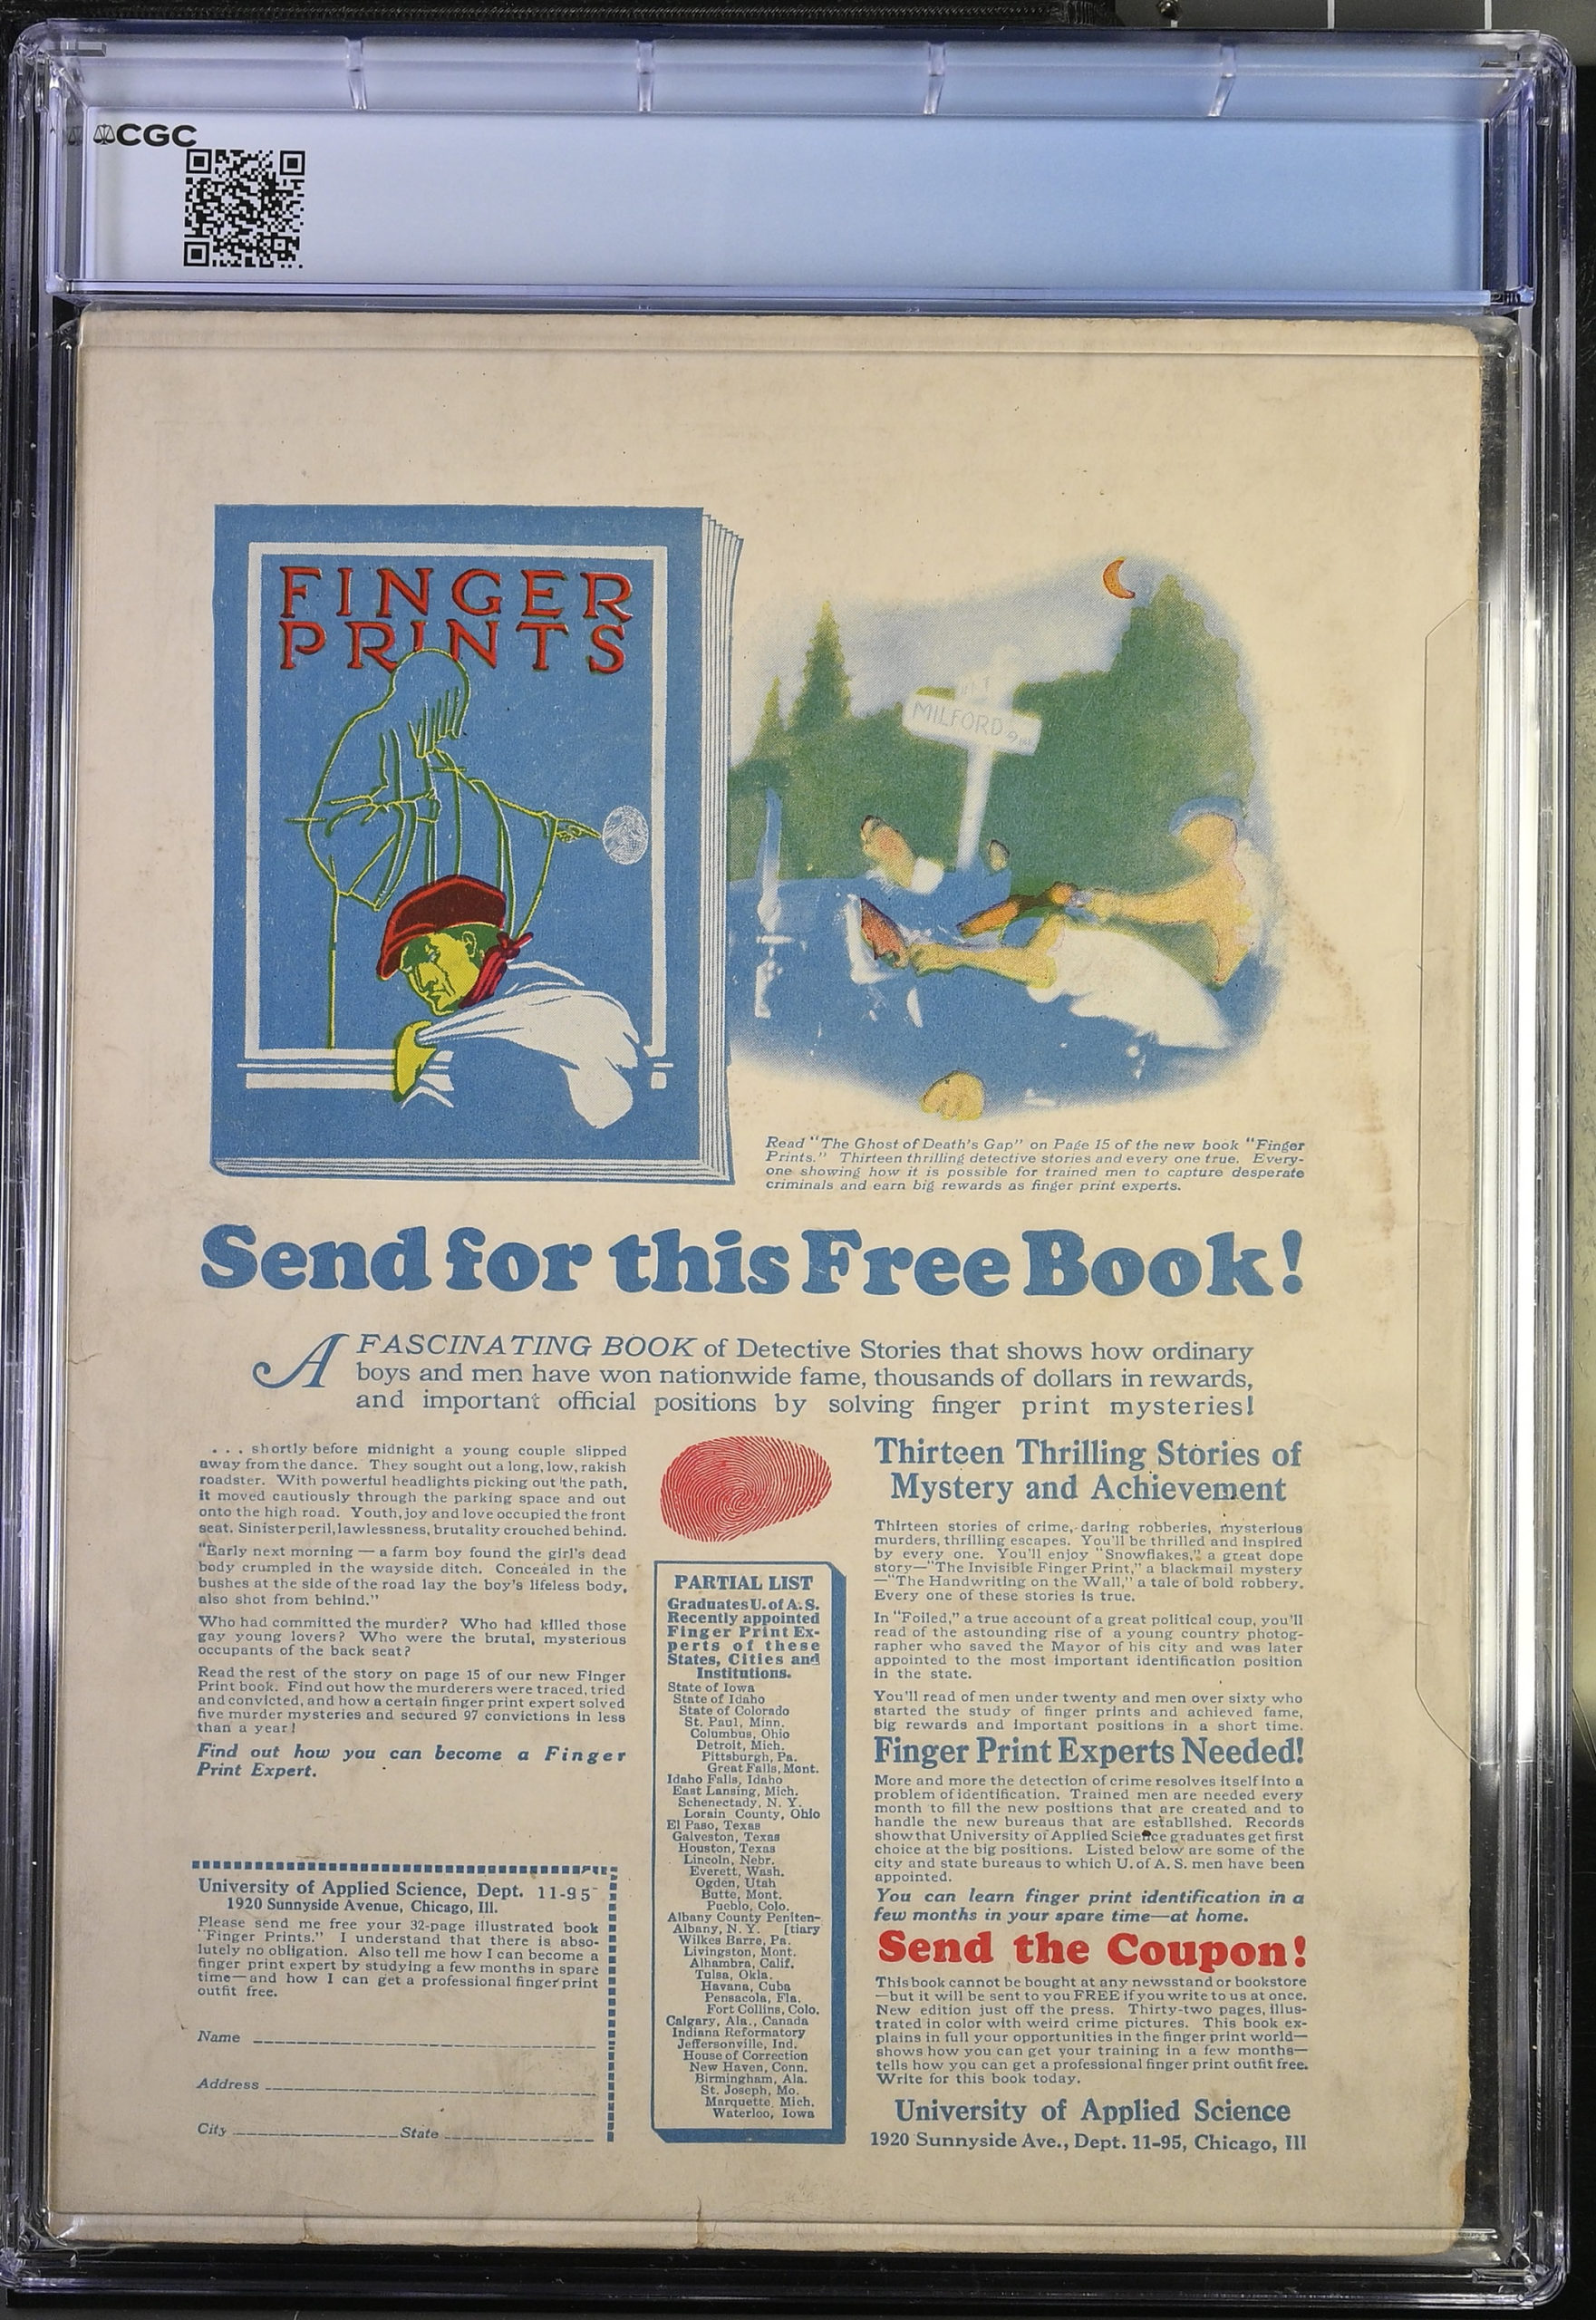 CGC
FINGER
PRINTS
MILFORD
Read "The Ghost of Death's Gap" on Page 15 of the new book "Finger
Prints." Thirteen thrilling detective stories and every one true. Every-
one showing how it is possible for trained men to capture desperate
criminals and earn big rewards as finger print experts.
Send for this Free Book!
A FASCINATING BOOK of Detective Stories that shows how ordinary
boys and men have won nationwide fame, thousands of dollars in rewards,
and important official positions by solving finger print mysteries!
. . . shortly before midnight a young couple slipped
away from the dance. They sought out a long, low, rakish
roadster. With powerful headlights picking out the path,
it moved cautiously through the parking space and out
onto the high road. Youth, joy and love occupied the front
seat. Sinister peril, lawlessness, brutality crouched behind.
"Early next morning — a farm boy found the girl's dead
body crumpled in the wayside ditch. Concealed in the
bushes at the side of the road lay the boy's lifeless body,
also shot from behind."
Who had committed the murder? Who had killed those
gay young lovers? Who were the brutal, mysterious
occupants of the back seat?
Read the rest of the story on page 15 of our new Finger
Print book. Find out how the murderers were traced, tried
and convicted, and how a certain finger print expert solved
five murder mysteries and secured 97 convictions in less
than a year!
Find out how you can become a Finger
Print Expert.
University of Applied Science, Dept. 11-95
1920 Sunnyside Avenue, Chicago, Ill.
Please send me free your 32-page illustrated book
"Finger Prints." I understand that there is abso-
lutely no obligation. Also tell me how I can become a
finger print expert by studying a few months in spare
time—and how I can get a professional finger print
outfit free.
Name
Address
City State
PARTIAL LIST
Graduates U. of A. S.
Recently appointed
Finger Print Ex-
perts of these
States, Cities and
Institutions.
State of Iowa
State of Idaho
State of Colorado
St. Paul, Minn.
Columbus, Ohio
Detroit, Mich.
Pittsburgh, Pa.
Great Falls, Mont.
Idaho Falls, Idaho
East Lansing, Mich.
Schenectady, N. Y.
Lorain County, Ohio
El Paso, Texas
Galveston, Texas
Houston, Texas
Lincoln, Nebr.
Everett, Wash.
Ogden, Utah
Butte, Mont.
Pueblo, Colo.
Albany County Peniten-
Albany, N. Y. [tiary
Wilkes Barre, Pa.
Livingston, Mont.
Alhambra, Calif.
Tulsa, Okla.
Havana, Cuba
Pensacola, Fla.
Fort Collins, Colo.
Calgary, Ala., Canada
Indiana Reformatory
Jeffersonville, Ind.
House of Correction
New Haven, Conn.
Birmingham, Ala.
St. Joseph, Mo.
Marquette, Mich.
Waterloo, Iowa
Thirteen Thrilling Stories of
Mystery and Achievement
Thirteen stories of crime, daring robberies, mysterious
murders, thrilling escapes. You'll be thrilled and inspired
by every one. You'll enjoy "Snowflakes," a great dope
story—"The Invisible Finger Print," a blackmail mystery
—"The Handwriting on the Wall," a tale of bold robbery.
Every one of these stories is true.
In "Foiled," a true account of a great political coup, you'll
read of the astounding rise of a young country photog-
rapher who saved the Mayor of his city and was later
appointed to the most important identification position
in the state.
You'll read of men under twenty and men over sixty who
started the study of finger prints and achieved fame,
big rewards and important positions in a short time.
Finger Print Experts Needed!
More and more the detection of crime resolves itself into a
problem of identification. Trained men are needed every
month to fill the new positions that are created and to
handle the new bureaus that are established. Records
show that University of Applied Science graduates get first
choice at the big positions. Listed below are some of the
city and state bureaus to which U. of A. S. men have been
appointed.
You can learn finger print identification in a
few months in your spare time—at home.
Send the Coupon!
This book cannot be bought at any newsstand or bookstore
—but it will be sent to you FREE if you write to us at once.
New edition just off the press. Thirty-two pages, illus-
trated in color with weird crime pictures. This book ex-
plains in full your opportunities in the finger print world—
shows how you can get your training in a few months—
tells how you can get a professional finger print outfit free.
Write for this book today.
University of Applied Science
1920 Sunnyside Ave., Dept. 11-95, Chicago, Ill